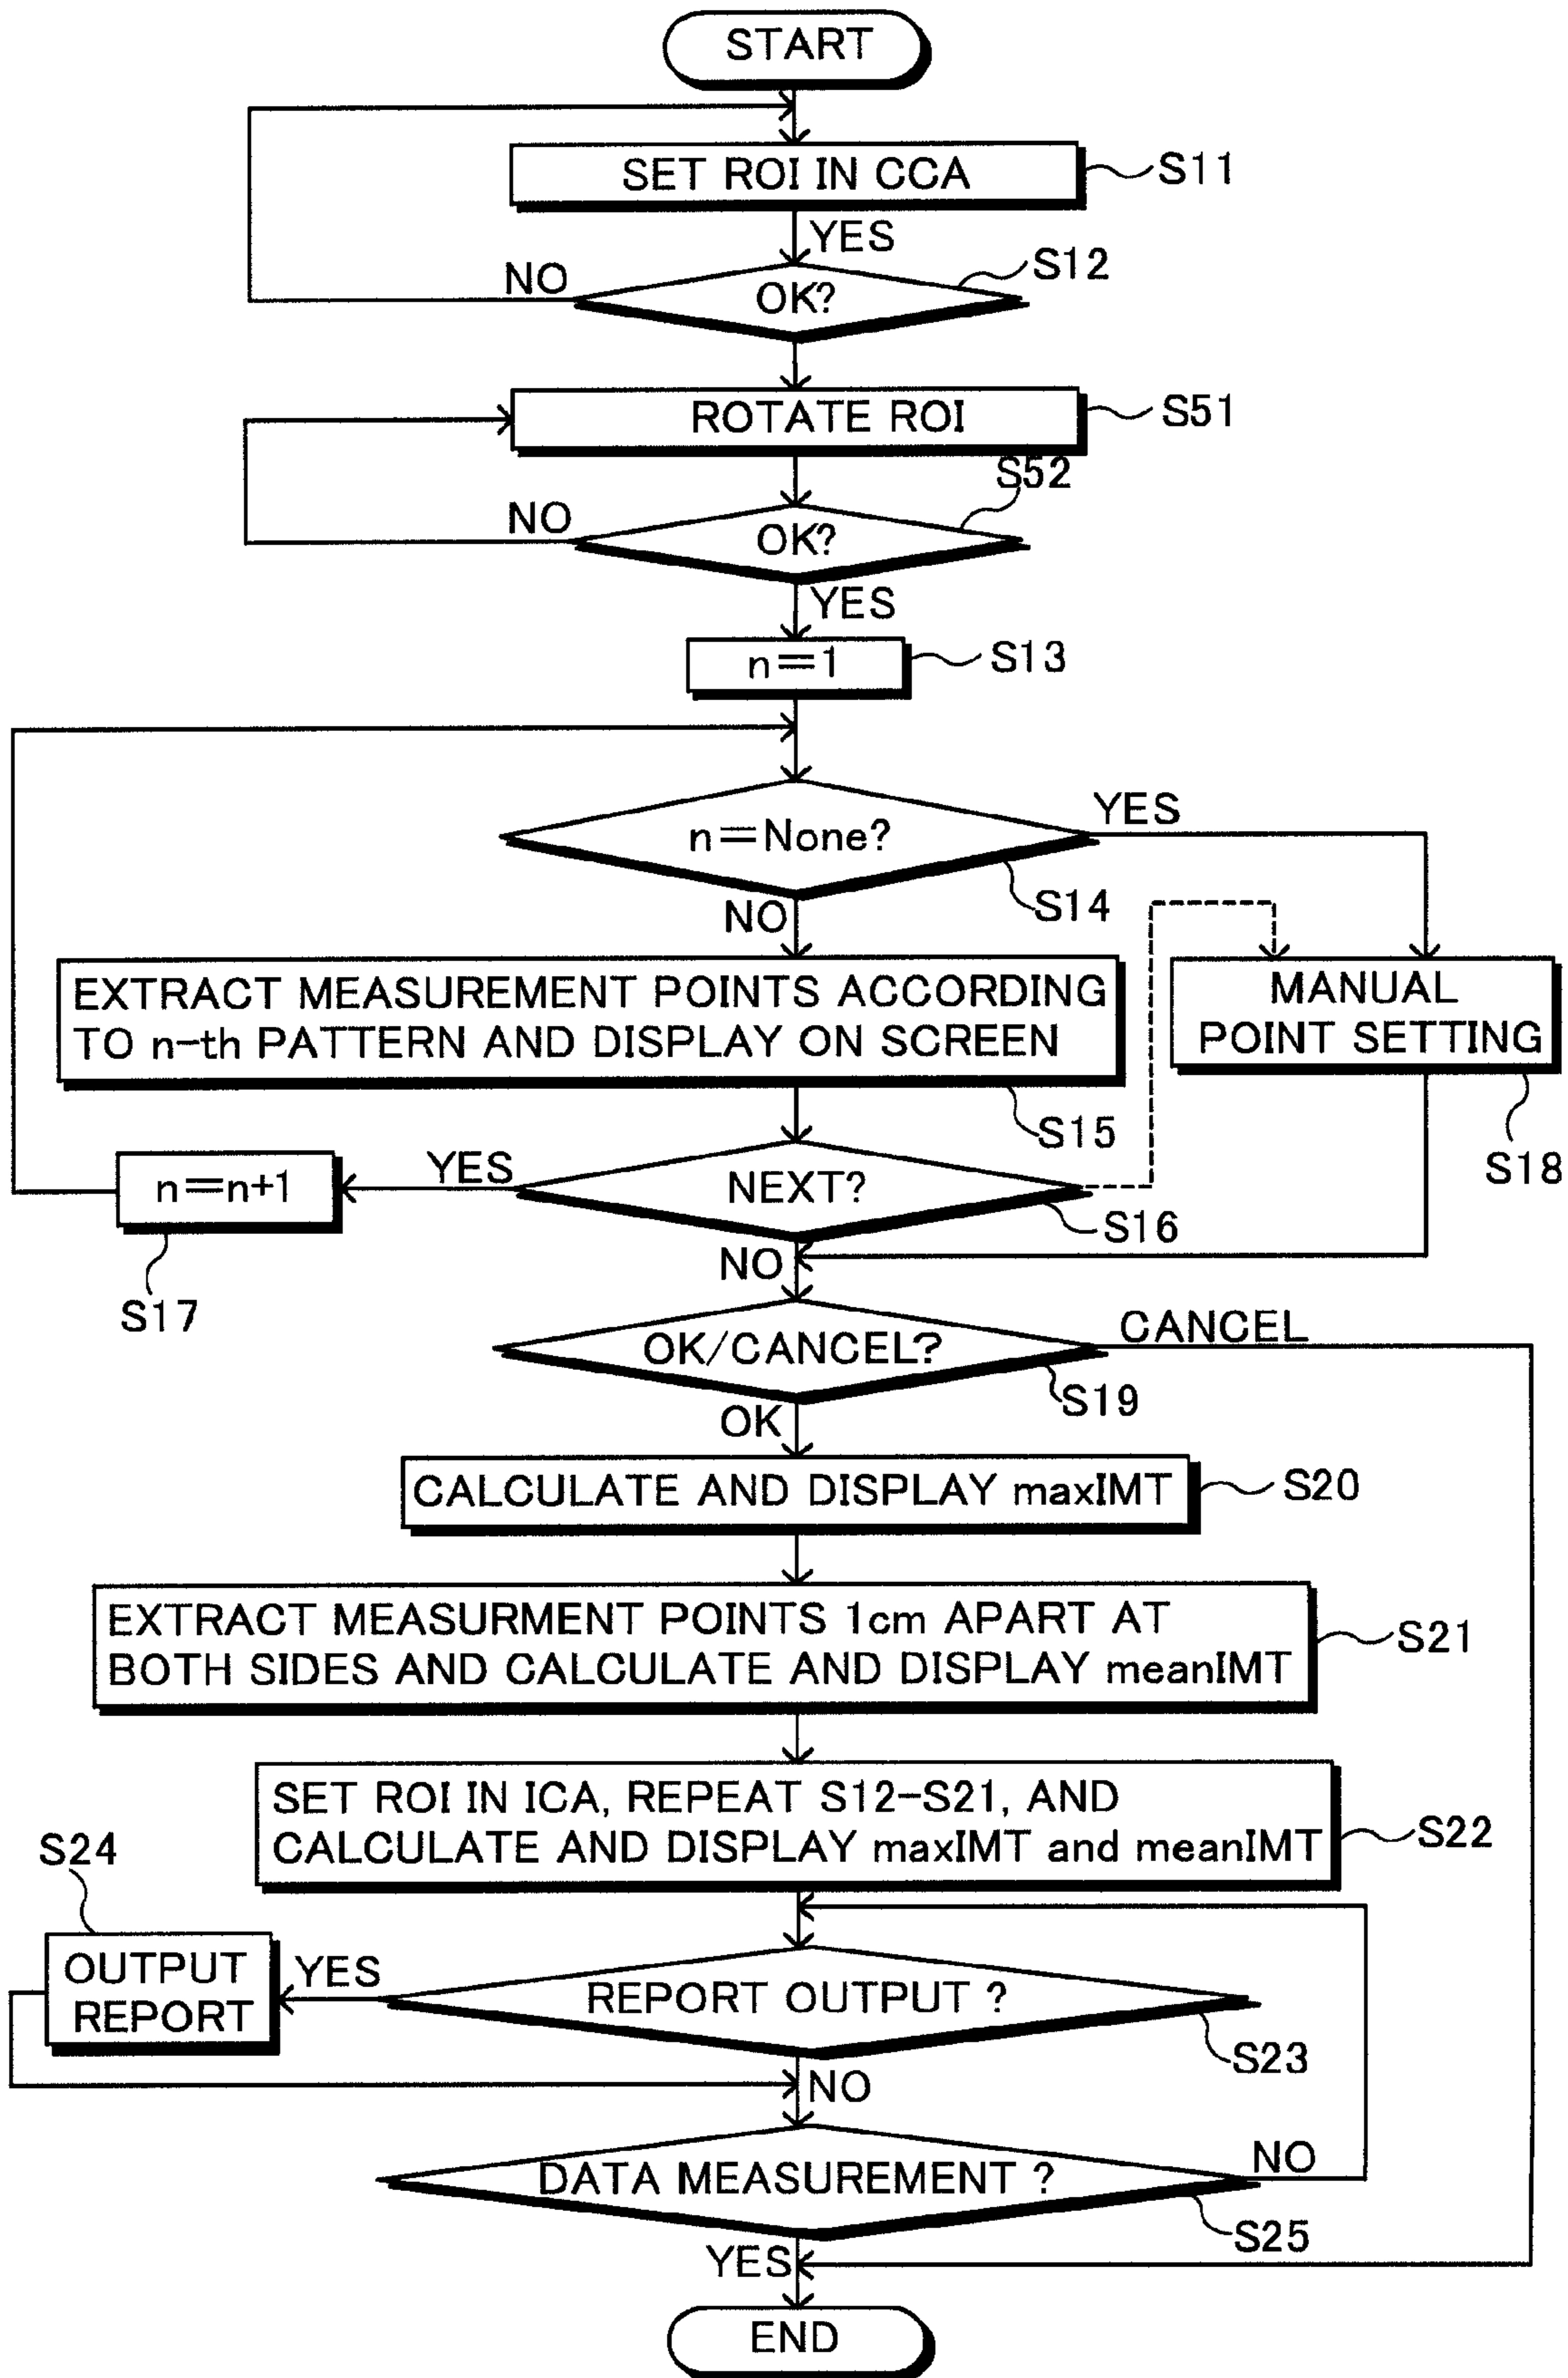 START
SET ROI IN CCA
S11
YES
S12
NO
OK?
ROTATE ROI
S51
S52
NO
OK?
YES
n=1
S13
YES
n=None?
S14
NO
EXTRACT MEASUREMENT POINTS ACCORDING
TO n-th PATTERN AND DISPLAY ON SCREEN
MANUAL
POINT SETTING
S15
S18
YES
n=n+1
NEXT?
S16
NO
S17
CANCEL
OK/CANCEL?
S19
OK
CALCULATE AND DISPLAY maxIMT
S20
EXTRACT MEASURMENT POINTS 1cm APART AT
BOTH SIDES AND CALCULATE AND DISPLAY meanIMT
S21
SET ROI IN ICA, REPEAT S12-S21, AND
CALCULATE AND DISPLAY maxIMT and meanIMT
S22
S24
OUTPUT
REPORT
YES
REPORT OUTPUT ?
S23
NO
DATA MEASUREMENT ?
NO
S25
YES
END